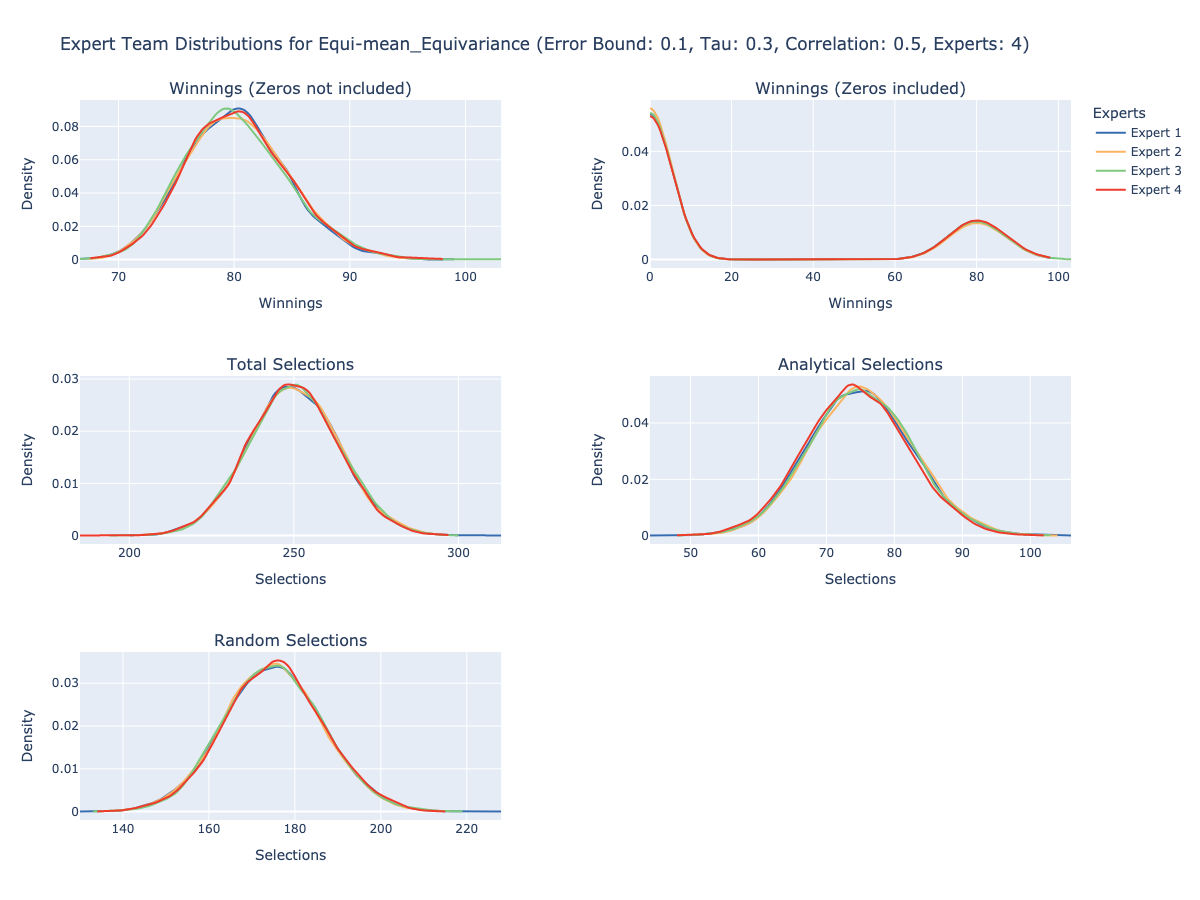 Expert Team Distributions for Equi-mean_Equivariance (Error Bound: 0.1, Tau: 0.3, Correlation: 0.5, Experts: 4)
Winnings (Zeros not included)
Density
0.08
0.06
0.04
0.02
0
70 80 90 100
Winnings
Winnings (Zeros included)
Density
0.04
0.02
0
0 20 40 60 80 100
Winnings
Experts
Expert 1
Expert 2
Expert 3
Expert 4
Total Selections
Density
0.03
0.02
0.01
0
200 250 300
Selections
Analytical Selections
Density
0.04
0.02
0
50 60 70 80 90 100
Selections
Random Selections
Density
0.03
0.02
0.01
0
140 160 180 200 220
Selections